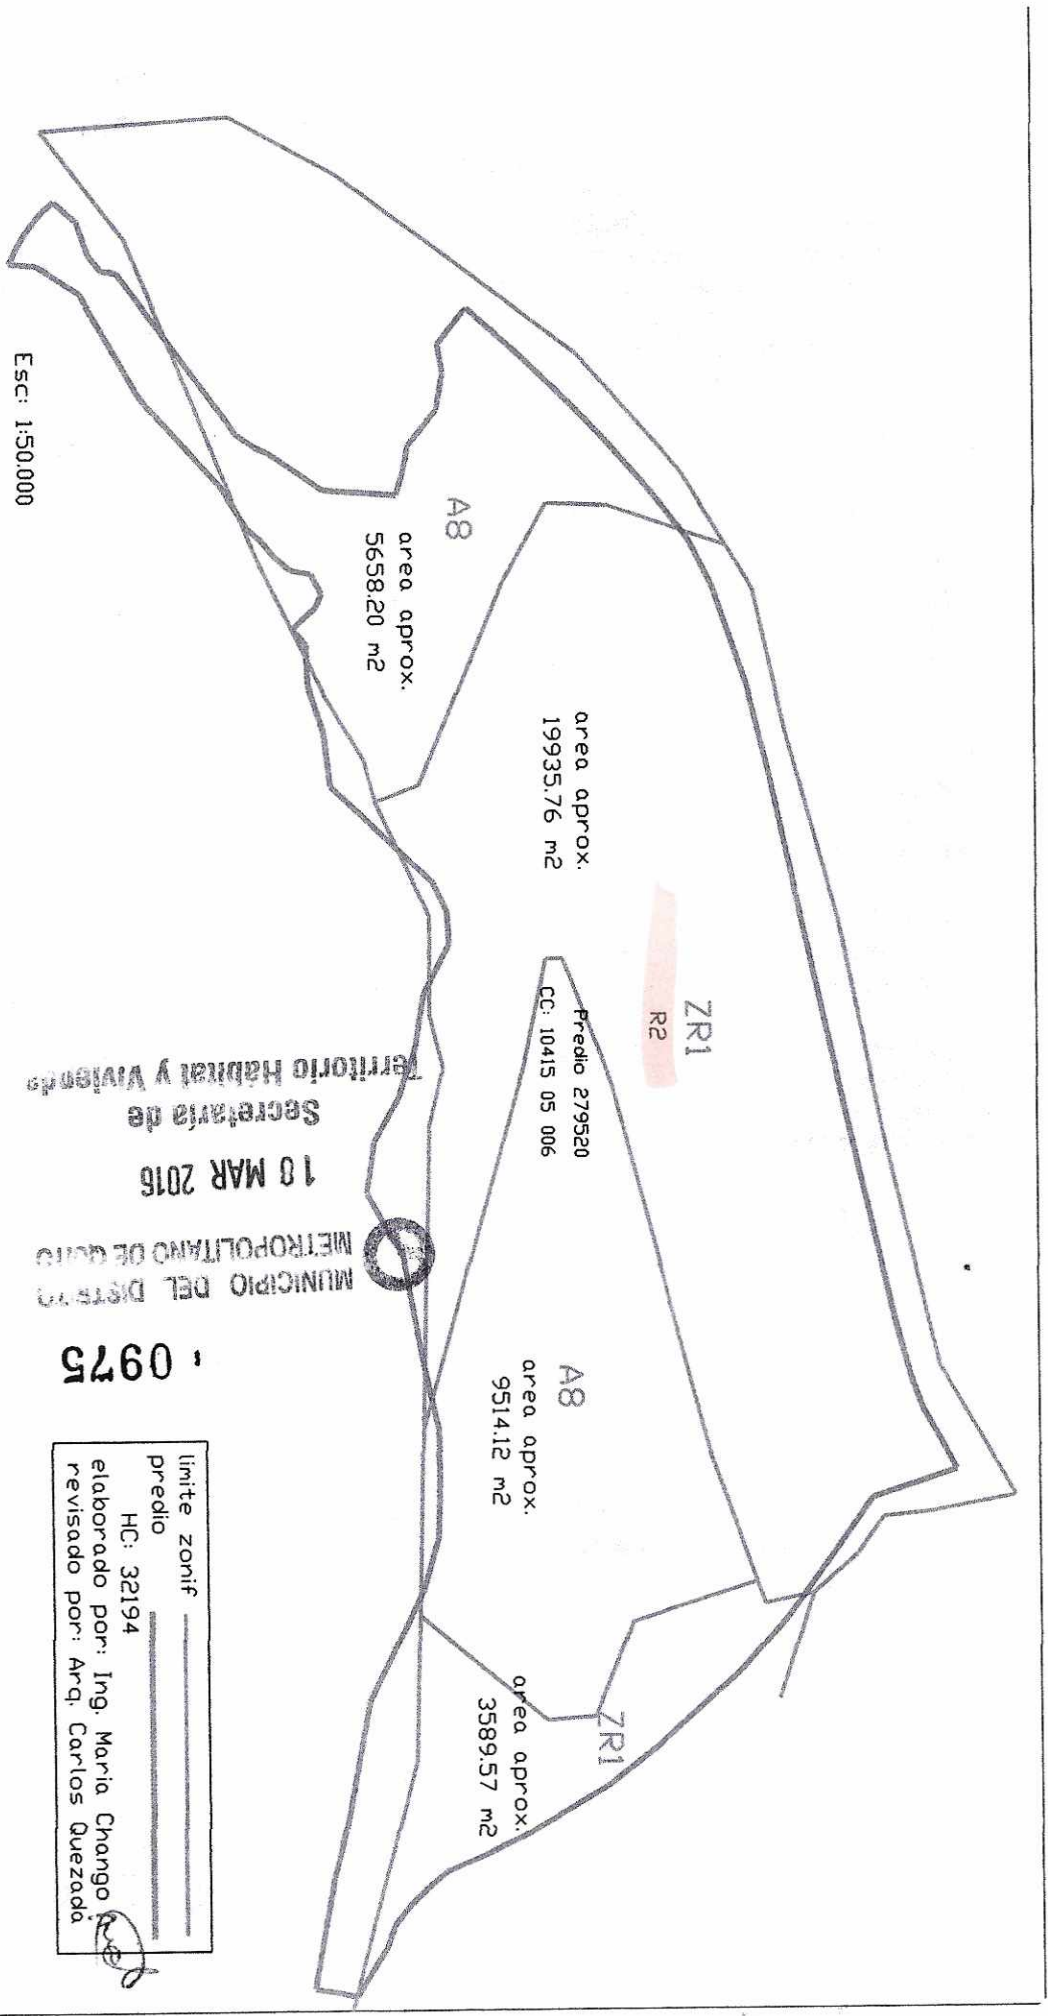 A8
area aprox.
5658.20 m2
area aprox.
19935.76 m2
ZR1
R2
Predio 279520
CC: 10415 05 006
A8
area aprox.
9514.12 m2
ZR1
area aprox.
3589.57 m2
Esc: 1:50.000
0975
MUNICIPIO DEL DISTRITO
METROPOLITANO DE QUITO
10 MAR 2016
Secretaría de
Territorio Hábitat y Vivienda
limite zonif
predio
HC: 32194
elaborado por: Ing. Maria Chango
revisado por: Arq. Carlos Quezada